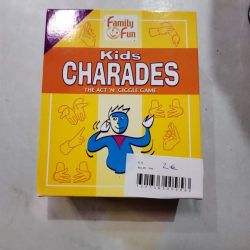 Family
Fun
Kids
CHARADES
THE ACT 'N' GIGGLE GAME